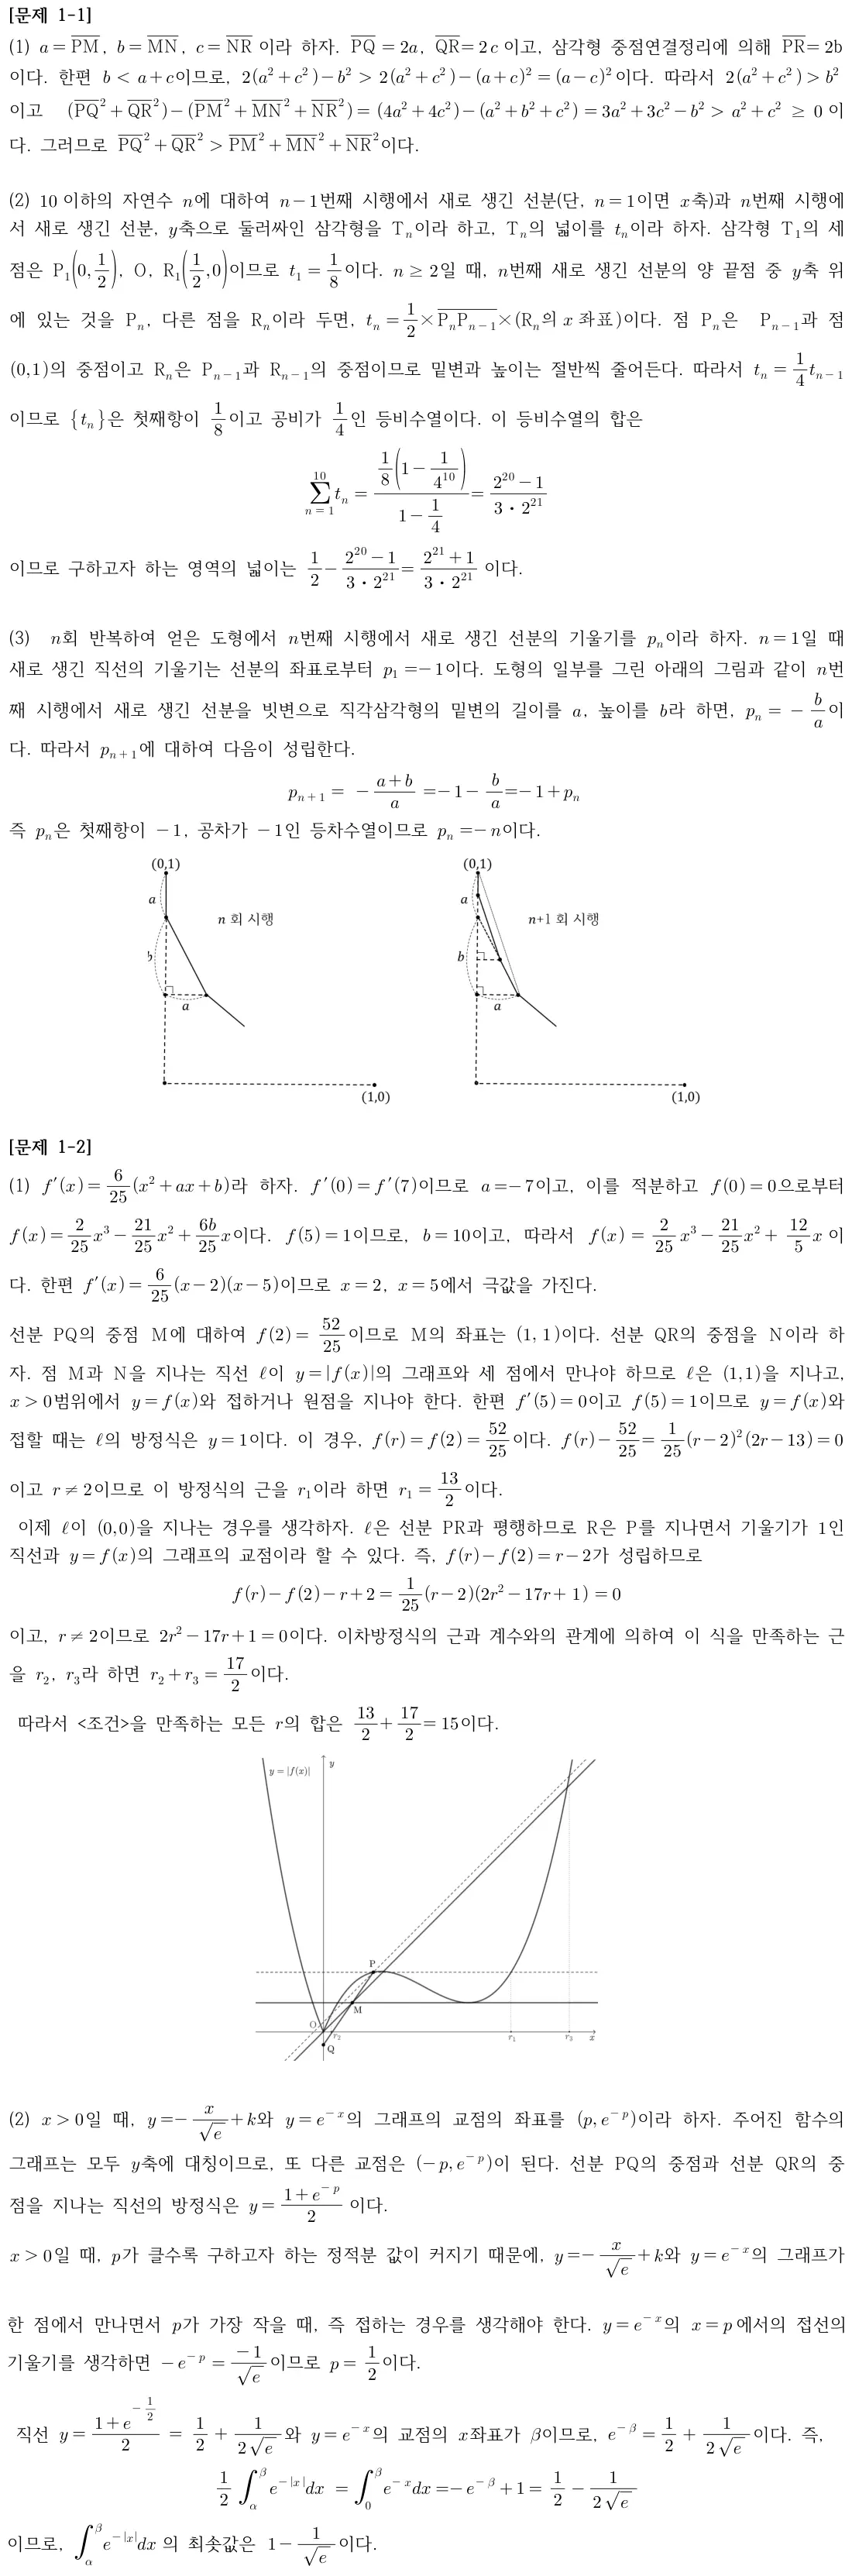 [문제 1-1]
(1) a = P̅M̅, b = M̅N̅, c = N̅R̅ 이라 하자. P̅Q̅ = 2a, Q̅R̅ = 2c 이고, 삼각형 중점연결정리에 의해 P̅R̅ = 2b
이다. 한편 b < a+c이므로, 2(a²+c²)−b² > 2(a²+c²)−(a+c)² = (a−c)² 이다. 따라서 2(a²+c²) > b²
이고 (P̅Q̅²+Q̅R̅²)−(P̅M̅²+M̅N̅²+N̅R̅²) = (4a²+4c²)−(a²+b²+c²) = 3a²+3c²−b² > a²+c² ≥ 0 이
다. 그러므로 P̅Q̅²+Q̅R̅² > P̅M̅²+M̅N̅²+N̅R̅²이다.
(2) 10 이하의 자연수 n에 대하여 n−1번째 시행에서 새로 생긴 선분(단, n=1이면 x축)과 n번째 시행에
서 새로 생긴 선분, y축으로 둘러싸인 삼각형을 Tₙ이라 하고, Tₙ의 넓이를 tₙ이라 하자. 삼각형 T₁의 세
점은 P₁(0, 1/2), O, R₁(1/2, 0)이므로 t₁ = 1/8 이다. n ≥ 2일 때, n번째 새로 생긴 선분의 양 끝점 중 y축 위
에 있는 것을 Pₙ, 다른 점을 Rₙ이라 두면, tₙ = 1/2 × P̅ₙP̅ₙ₋₁ × (Rₙ의 x 좌표)이다. 점 Pₙ은 Pₙ₋₁과 점
(0,1)의 중점이고 Rₙ은 Pₙ₋₁과 Rₙ₋₁의 중점이므로 밑변과 높이는 절반씩 줄어든다. 따라서 tₙ = 1/4 tₙ₋₁
이므로 {tₙ}은 첫째항이 1/8 이고 공비가 1/4 인 등비수열이다. 이 등비수열의 합은
∑_{n=1}^{10} tₙ = (1/8(1 − 1/4¹⁰))/(1 − 1/4) = (2²⁰−1)/(3・2²¹)
이므로 구하고자 하는 영역의 넓이는 1/2 − (2²⁰−1)/(3・2²¹) = (2²¹+1)/(3・2²¹) 이다.
(3) n회 반복하여 얻은 도형에서 n번째 시행에서 새로 생긴 선분의 기울기를 pₙ이라 하자. n=1일 때
새로 생긴 직선의 기울기는 선분의 좌표로부터 p₁ = −1이다. 도형의 일부를 그린 아래의 그림과 같이 n번
째 시행에서 새로 생긴 선분을 빗변으로 직각삼각형의 밑변의 길이를 a, 높이를 b라 하면, pₙ = − b/a 이
다. 따라서 pₙ₊₁에 대하여 다음이 성립한다.
pₙ₊₁ = − (a+b)/a = −1 − b/a = −1 + pₙ
즉 pₙ은 첫째항이 −1, 공차가 −1인 등차수열이므로 pₙ = −n이다.
(0,1) (0,1)
a n 회 시행 a n+1 회 시행
b b
a a
(1,0) (1,0)
[문제 1-2]
(1) f′(x) = 6/25 (x²+ax+b)라 하자. f′(0) = f′(7)이므로 a = −7이고, 이를 적분하고 f(0) = 0으로부터
f(x) = 2/25 x³ − 21/25 x² + 6b/25 x이다. f(5) = 1이므로, b = 10이고, 따라서 f(x) = 2/25 x³ − 21/25 x² + 12/5 x 이
다. 한편 f′(x) = 6/25 (x−2)(x−5)이므로 x=2, x=5에서 극값을 가진다.
선분 PQ의 중점 M에 대하여 f(2) = 52/25 이므로 M의 좌표는 (1, 1)이다. 선분 QR의 중점을 N이라 하
자. 점 M과 N을 지나는 직선 ℓ이 y=|f(x)|의 그래프와 세 점에서 만나야 하므로 ℓ은 (1,1)을 지나고,
x > 0범위에서 y=f(x)와 접하거나 원점을 지나야 한다. 한편 f′(5)=0이고 f(5)=1이므로 y=f(x)와
접할 때는 ℓ의 방정식은 y=1이다. 이 경우, f(r) = f(2) = 52/25 이다. f(r) − 52/25 = 1/25 (r−2)²(2r−13) = 0
이고 r ≠ 2이므로 이 방정식의 근을 r₁이라 하면 r₁ = 13/2 이다.
이제 ℓ이 (0,0)을 지나는 경우를 생각하자. ℓ은 선분 PR과 평행하므로 R은 P를 지나면서 기울기가 1인
직선과 y=f(x)의 그래프의 교점이라 할 수 있다. 즉, f(r)−f(2) = r−2가 성립하므로
f(r)−f(2)−r+2 = 1/25 (r−2)(2r²−17r+1) = 0
이고, r ≠ 2이므로 2r²−17r+1 = 0이다. 이차방정식의 근과 계수와의 관계에 의하여 이 식을 만족하는 근
을 r₂, r₃라 하면 r₂+r₃ = 17/2 이다.
따라서 <조건>을 만족하는 모든 r의 합은 13/2 + 17/2 = 15이다.
y=|f(x)| y
P
M
O r₂ r₁ r₃ x
Q
(2) x > 0일 때, y = − x/√e + k와 y = e⁻ˣ의 그래프의 교점의 좌표를 (p, e⁻ᵖ)이라 하자. 주어진 함수의
그래프는 모두 y축에 대칭이므로, 또 다른 교점은 (−p, e⁻ᵖ)이 된다. 선분 PQ의 중점과 선분 QR의 중
점을 지나는 직선의 방정식은 y = (1+e⁻ᵖ)/2 이다.
x > 0일 때, p가 클수록 구하고자 하는 정적분 값이 커지기 때문에, y = − x/√e + k와 y = e⁻ˣ의 그래프가
한 점에서 만나면서 p가 가장 작을 때, 즉 접하는 경우를 생각해야 한다. y = e⁻ˣ의 x = p에서의 접선의
기울기를 생각하면 −e⁻ᵖ = −1/√e 이므로 p = 1/2 이다.
직선 y = (1+e^(−1/2))/2 = 1/2 + 1/(2√e) 와 y = e⁻ˣ의 교점의 x좌표가 β이므로, e^(−β) = 1/2 + 1/(2√e) 이다. 즉,
1/2 ∫_α^β e^(−|x|)dx = ∫_0^β e⁻ˣdx = −e^(−β)+1 = 1/2 − 1/(2√e)
이므로, ∫_α^β e^(−|x|)dx 의 최솟값은 1 − 1/√e 이다.